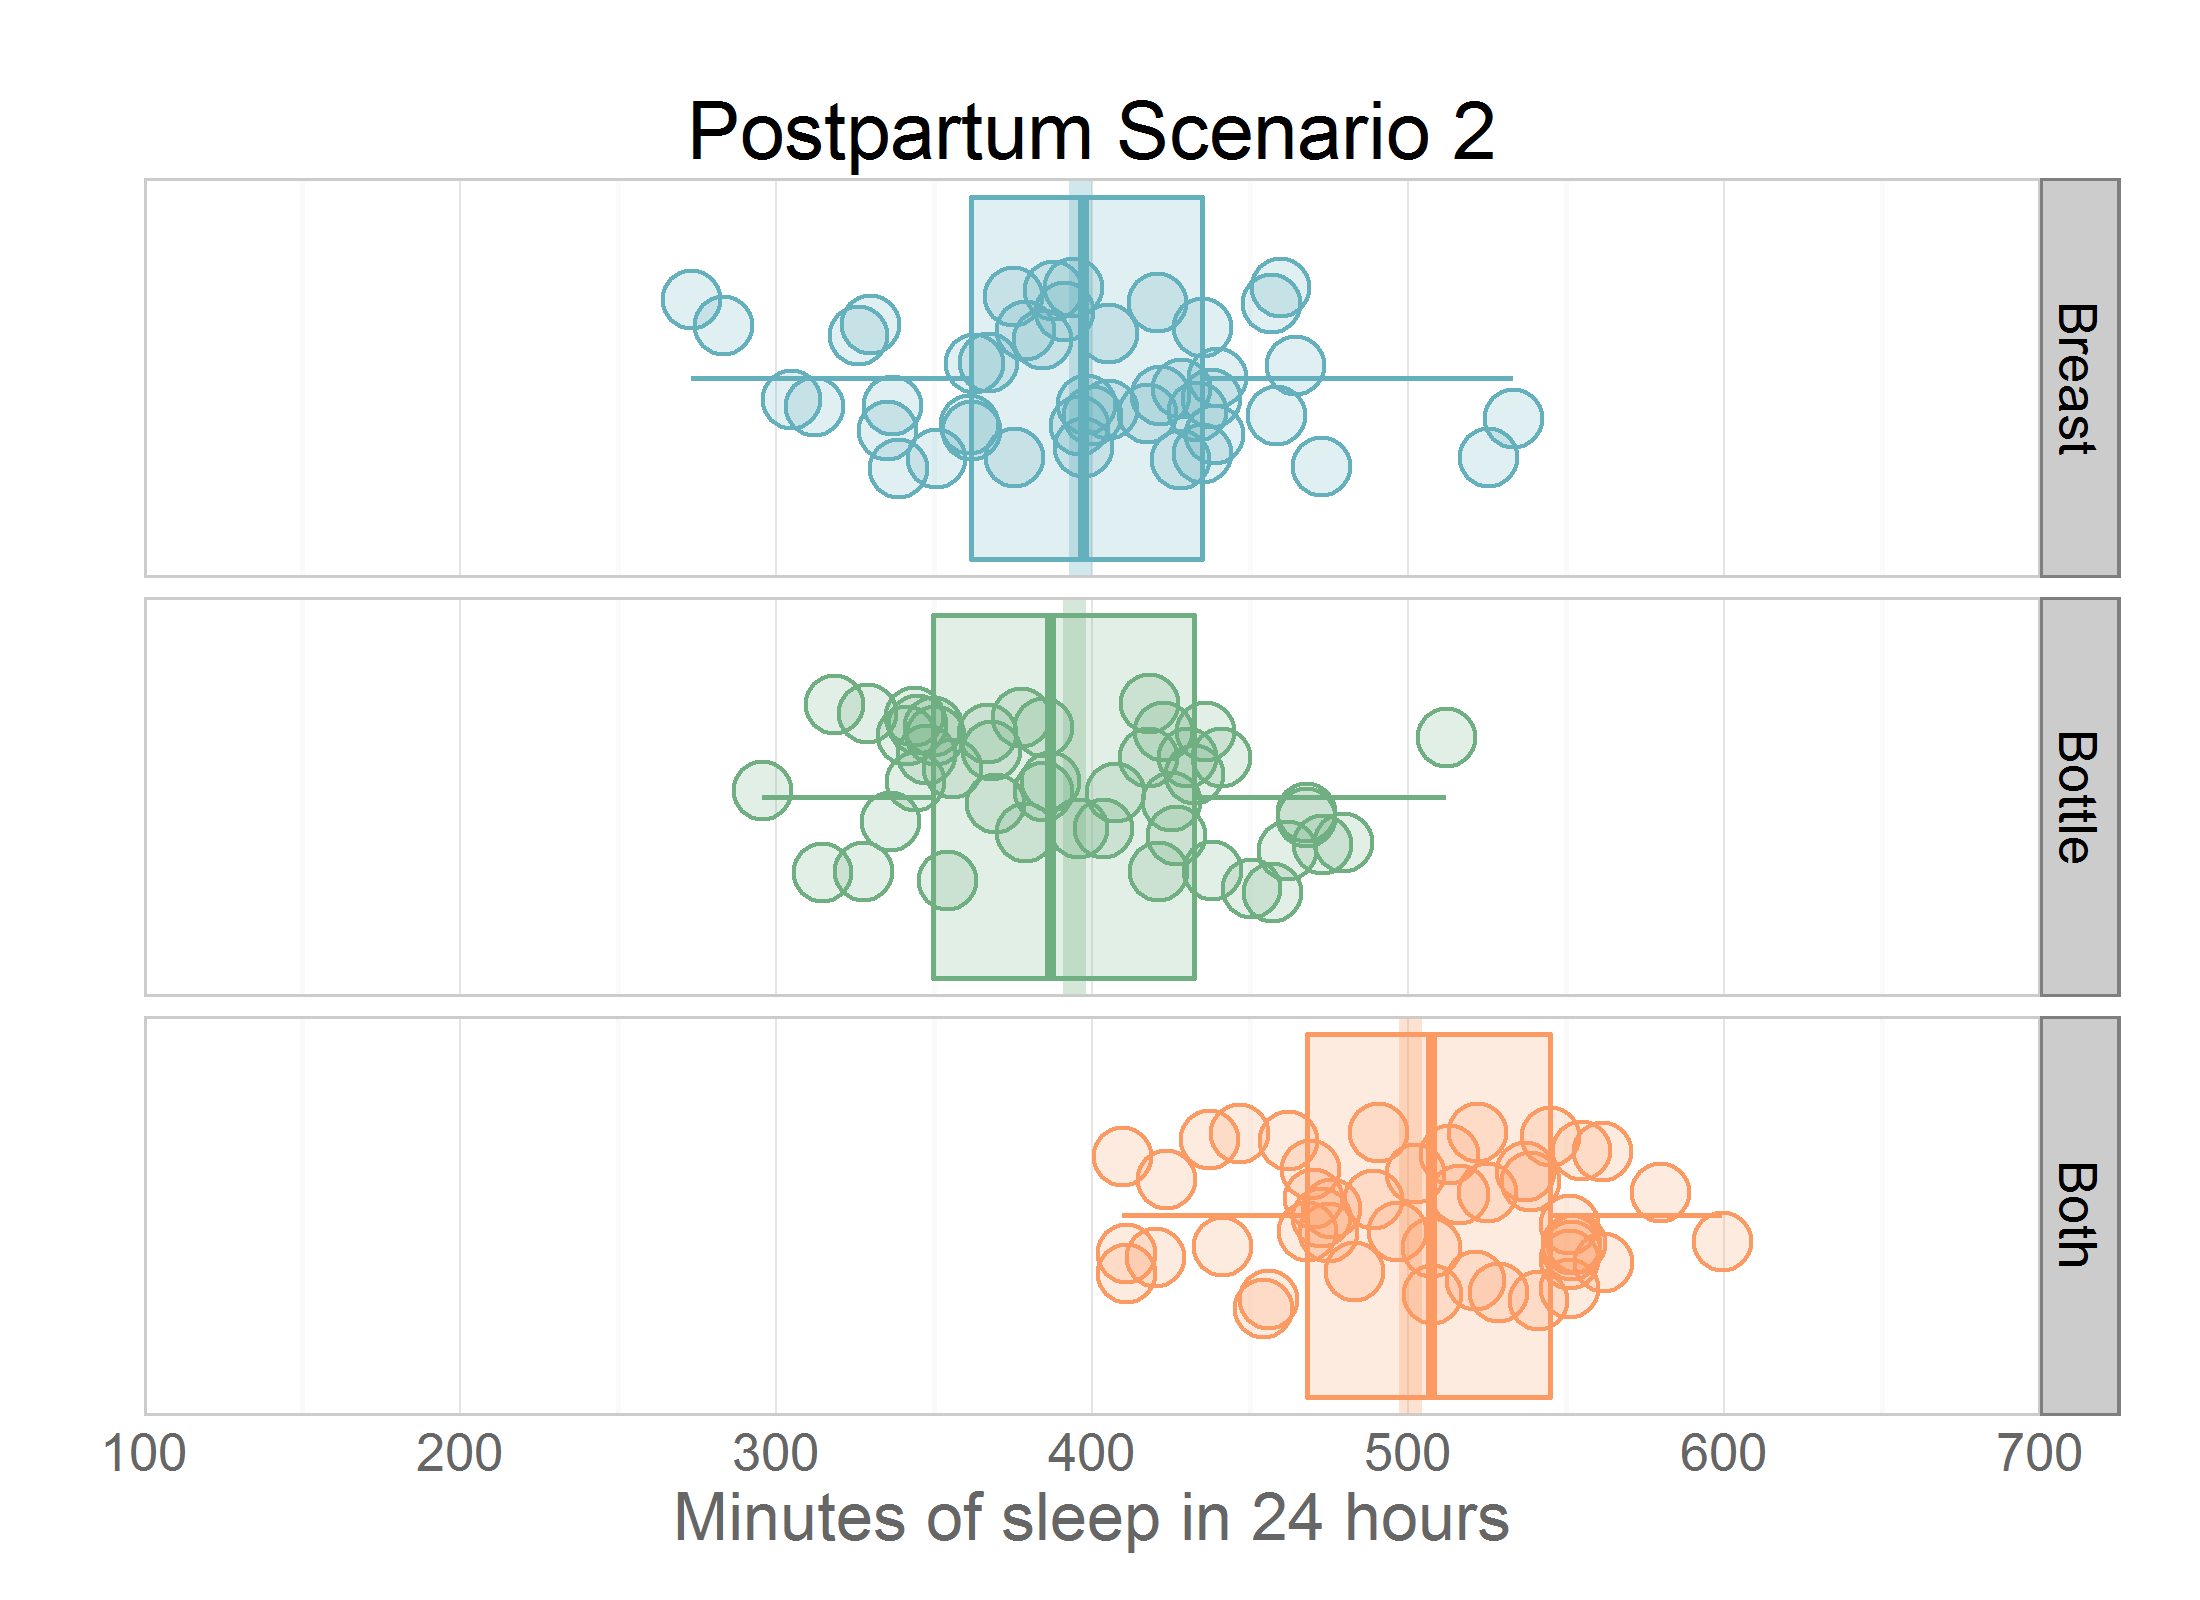 Postpartum Scenario 2
Breast
Bottle
Both
100 200 300 400 500 600 700
Minutes of sleep in 24 hours